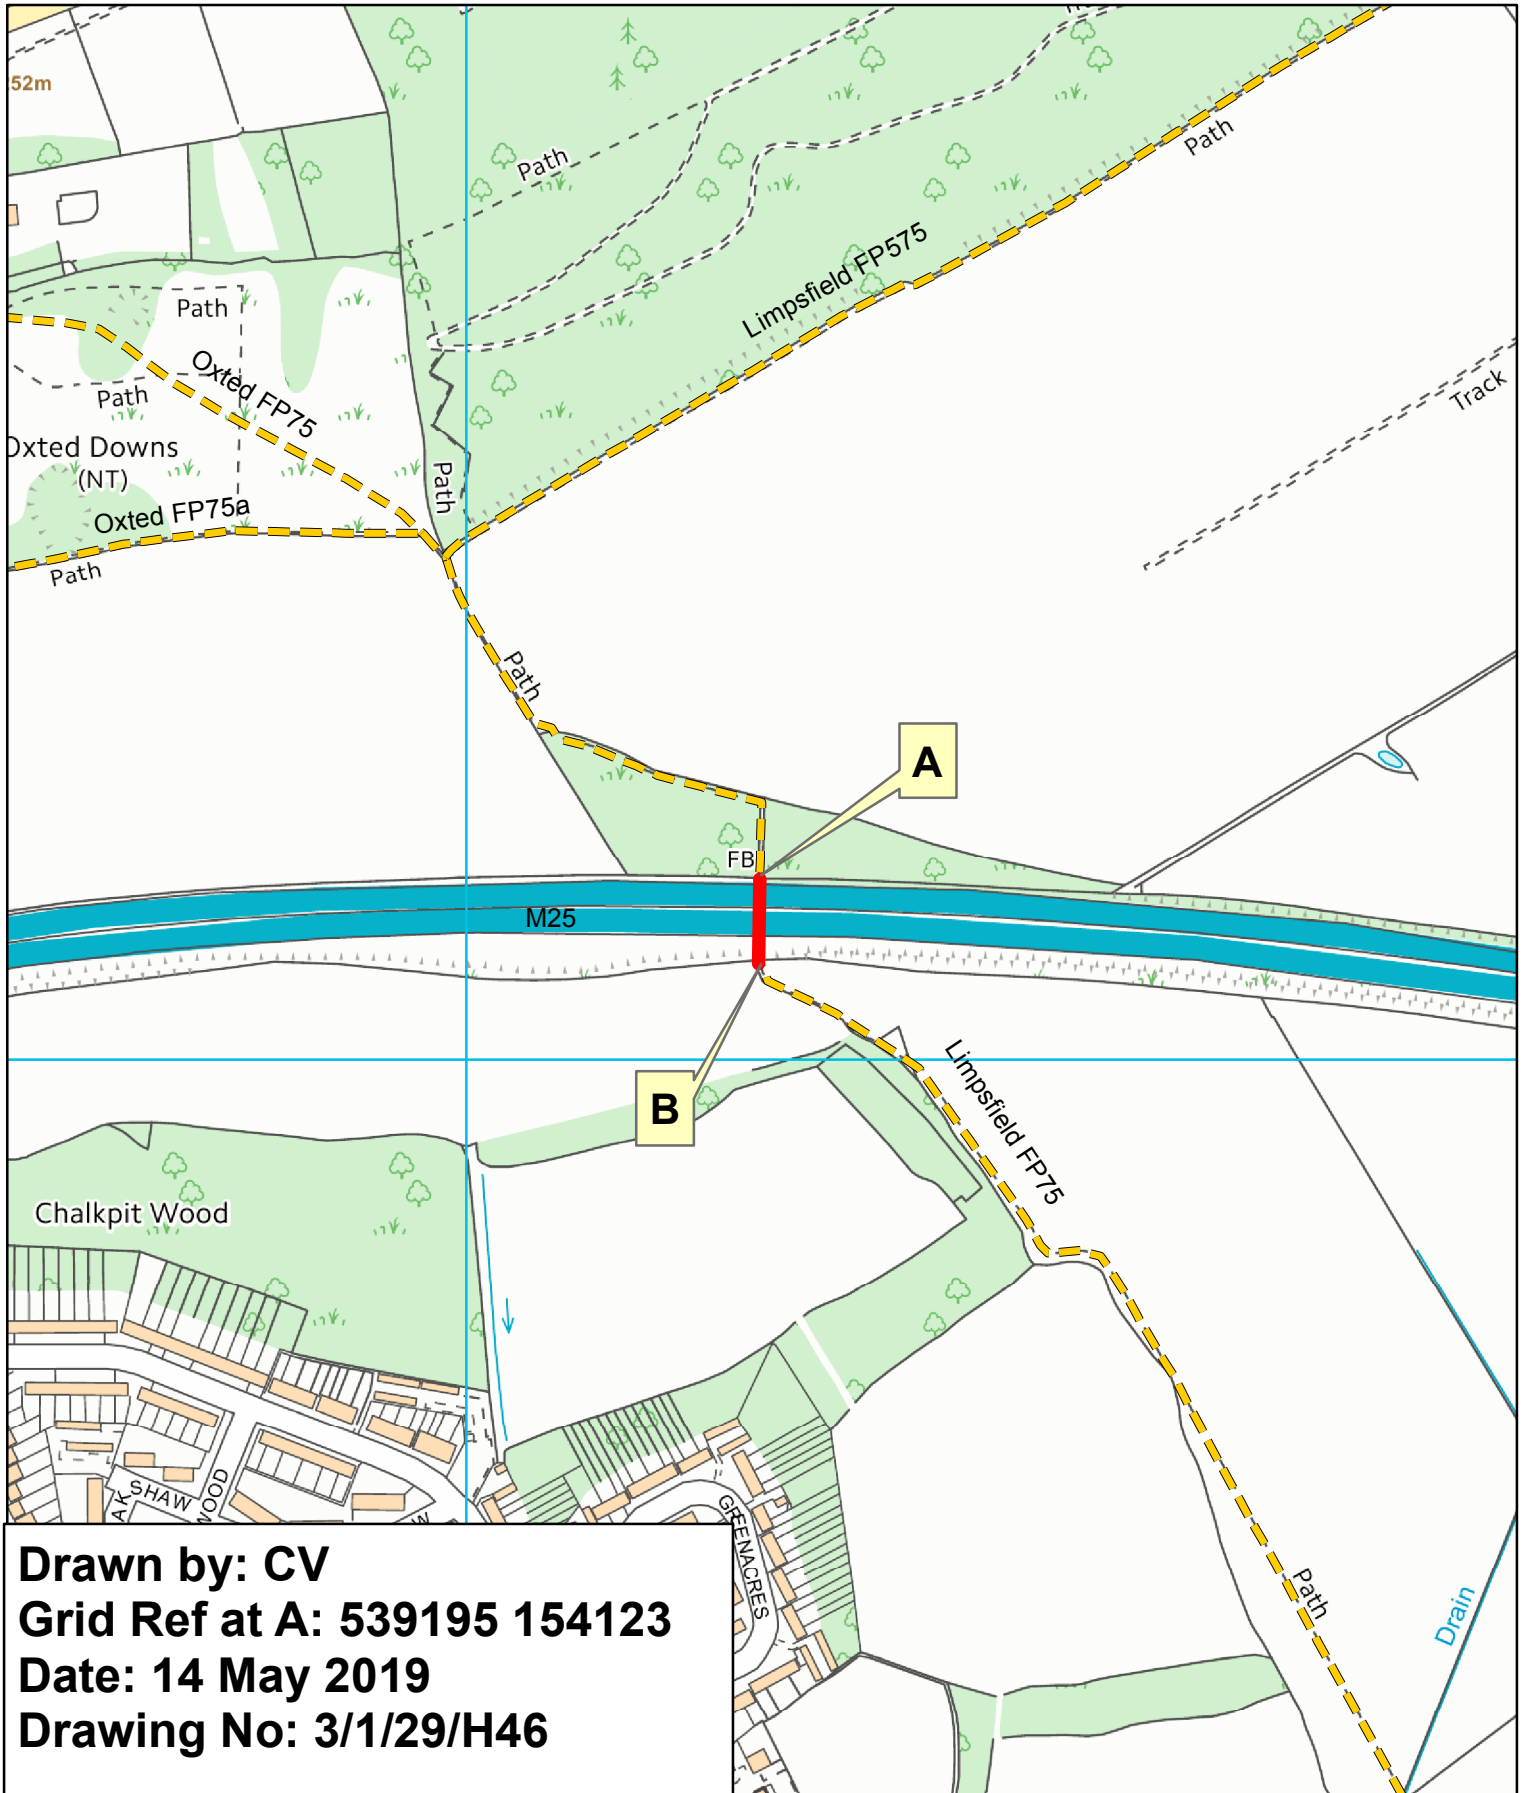 52m
Path
Path
Limpsfield FP575
Path
Oxted FP75
Path
Track
Oxted Downs
(NT)
Path
Oxted FP75a
Path
Path
A
FB
M25
B
Limpsfield FP75
Chalkpit Wood
SHAW
GREENACRES
Path
Drain
Drawn by: CV
Grid Ref at A: 539195 154123
Date: 14 May 2019
Drawing No: 3/1/29/H46